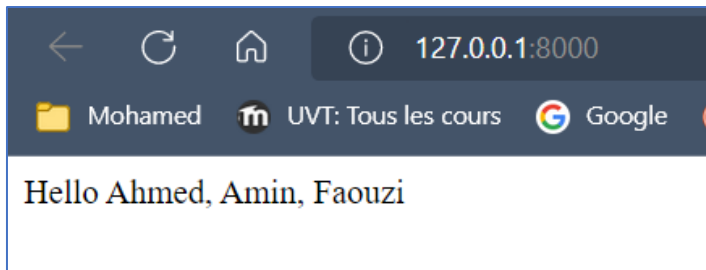 127.0.0.1:8000
Mohamed UVT: Tous les cours Google
Hello Ahmed, Amin, Faouzi